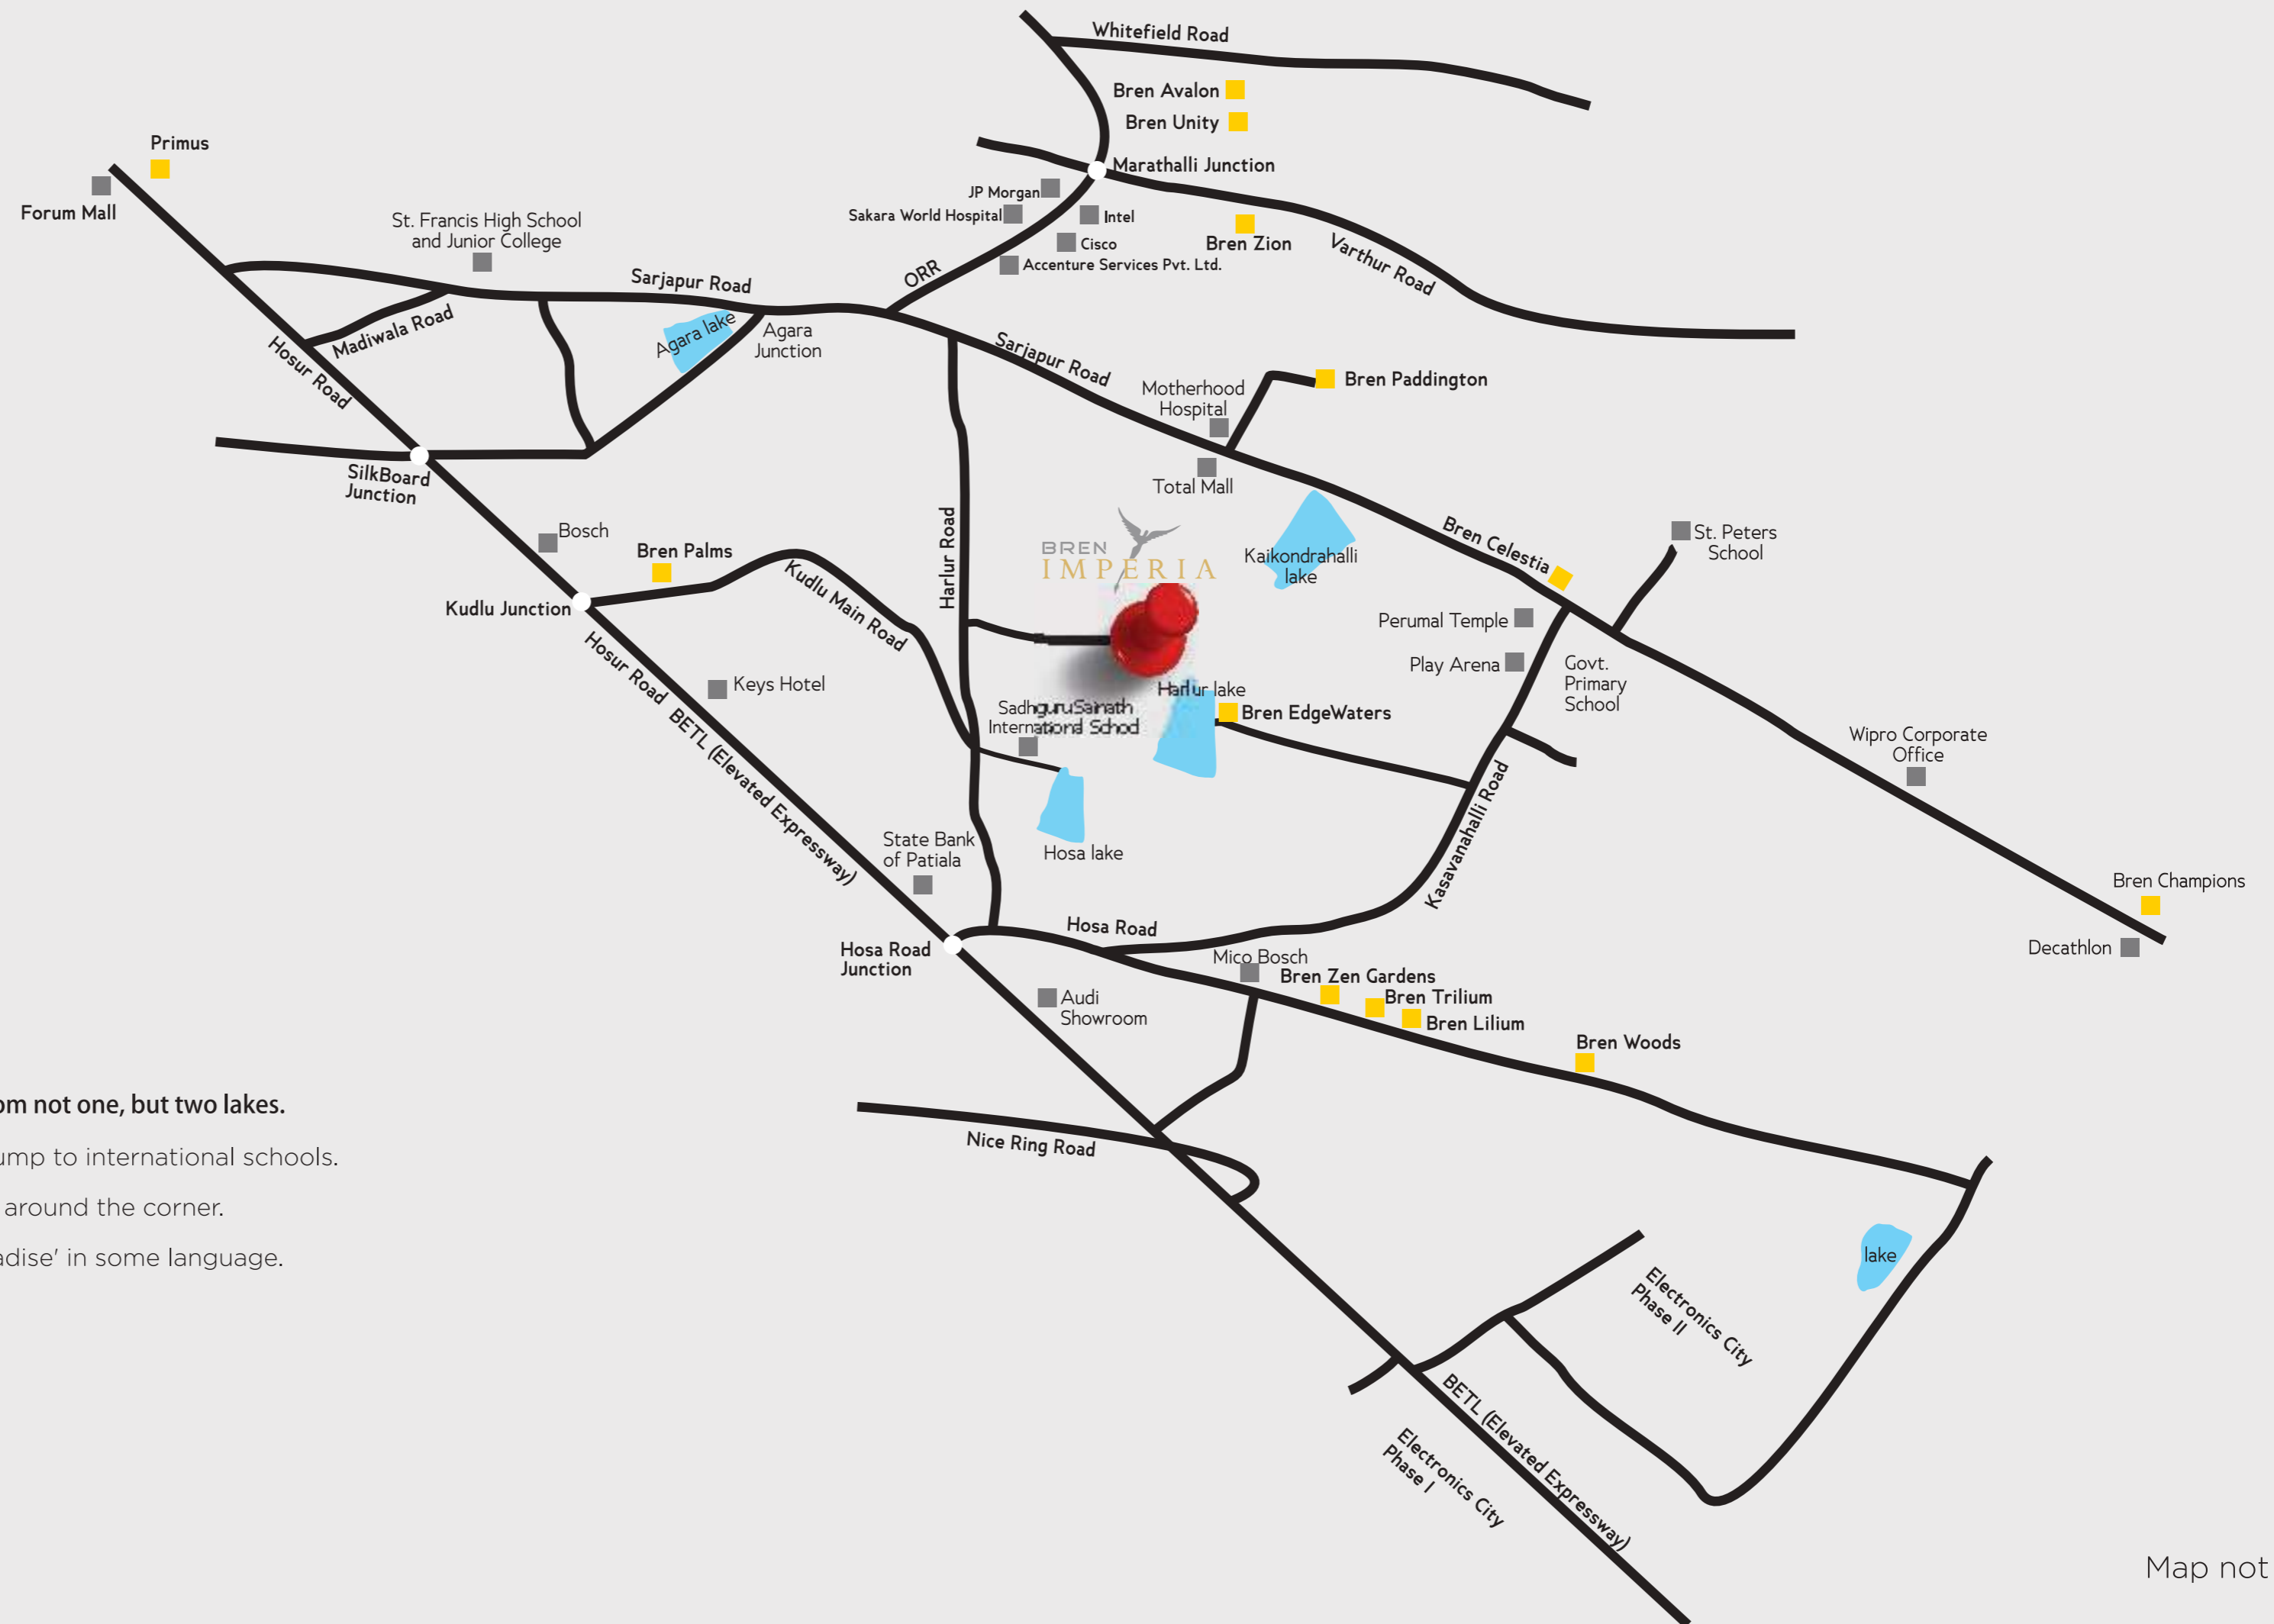 Whitefield Road
Bren Avalon
Bren Unity
Primus
Forum Mall
Marathalli Junction
JP Morgan
Sakara World Hospital
Intel
Cisco
Accenture Services Pvt. Ltd.
Bren Zion
Varthur Road
St. Francis High School
and Junior College
Sarjapur Road
ORR
Madiwala Road
Agara lake
Agara
Junction
Hosur Road
Sarjapur Road
Motherhood
Hospital
Bren Paddington
Total Mall
SilkBoard
Junction
Bosch
Bren Palms
Kudlu Junction
Kudlu Main Road
Harlur Road
BREN
IMPERIA
Kaikondrahalli
lake
Bren Celestia
St. Peters
School
Perumal Temple
Play Arena
Govt.
Primary
School
Hosur Road BETL (Elevated Expressway)
Keys Hotel
Harlur lake
Sadhguru Sainath
International School
Bren EdgeWaters
Wipro Corporate
Office
Kasavanahalli Road
State Bank
of Patiala
Hosa lake
Bren Champions
Decathlon
Hosa Road
Hosa Road
Junction
Mico Bosch
Bren Zen Gardens
Bren Trilium
Bren Lilium
Audi
Showroom
Bren Woods
Nice Ring Road
lake
Electronics City
Phase II
BETL (Elevated Expressway)
Electronics City
Phase I
om not one, but two lakes.
ump to international schools.
around the corner.
adise' in some language.
Map not